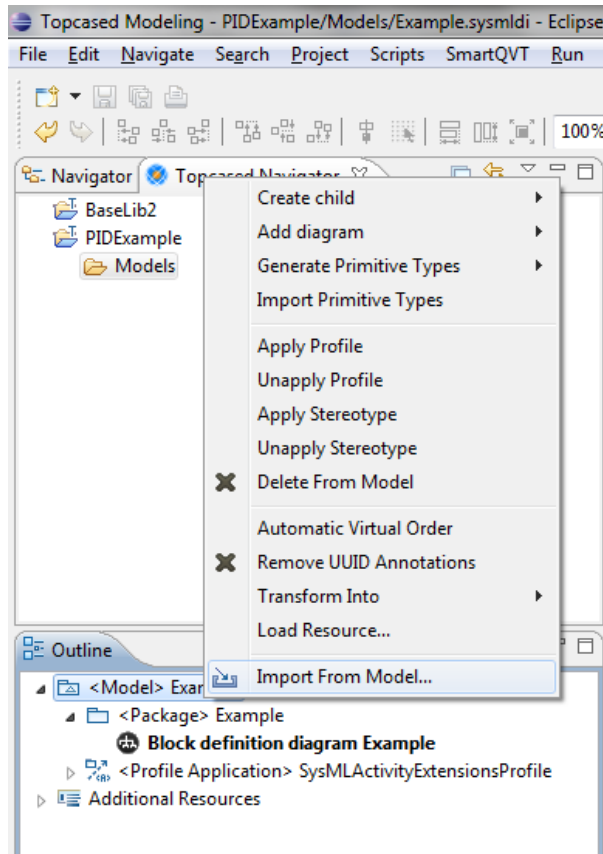 Topcased Modeling - PIDExample/Models/Example.sysmldi - Eclipse
File Edit Navigate Search Project Scripts SmartQVT Run
100%
Navigator Topcased Navigator
BaseLib2
PIDExample
Models
Create child
Add diagram
Generate Primitive Types
Import Primitive Types
Apply Profile
Unapply Profile
Apply Stereotype
Unapply Stereotype
Delete From Model
Automatic Virtual Order
Remove UUID Annotations
Transform Into
Load Resource...
Import From Model...
Outline
<Model> Exar
<Package> Example
Block definition diagram Example
<Profile Application> SysMLActivityExtensionsProfile
Additional Resources